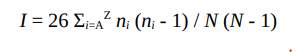 I = 26 Σᵢ₌ₐᶻ nᵢ (nᵢ - 1) / N (N - 1)